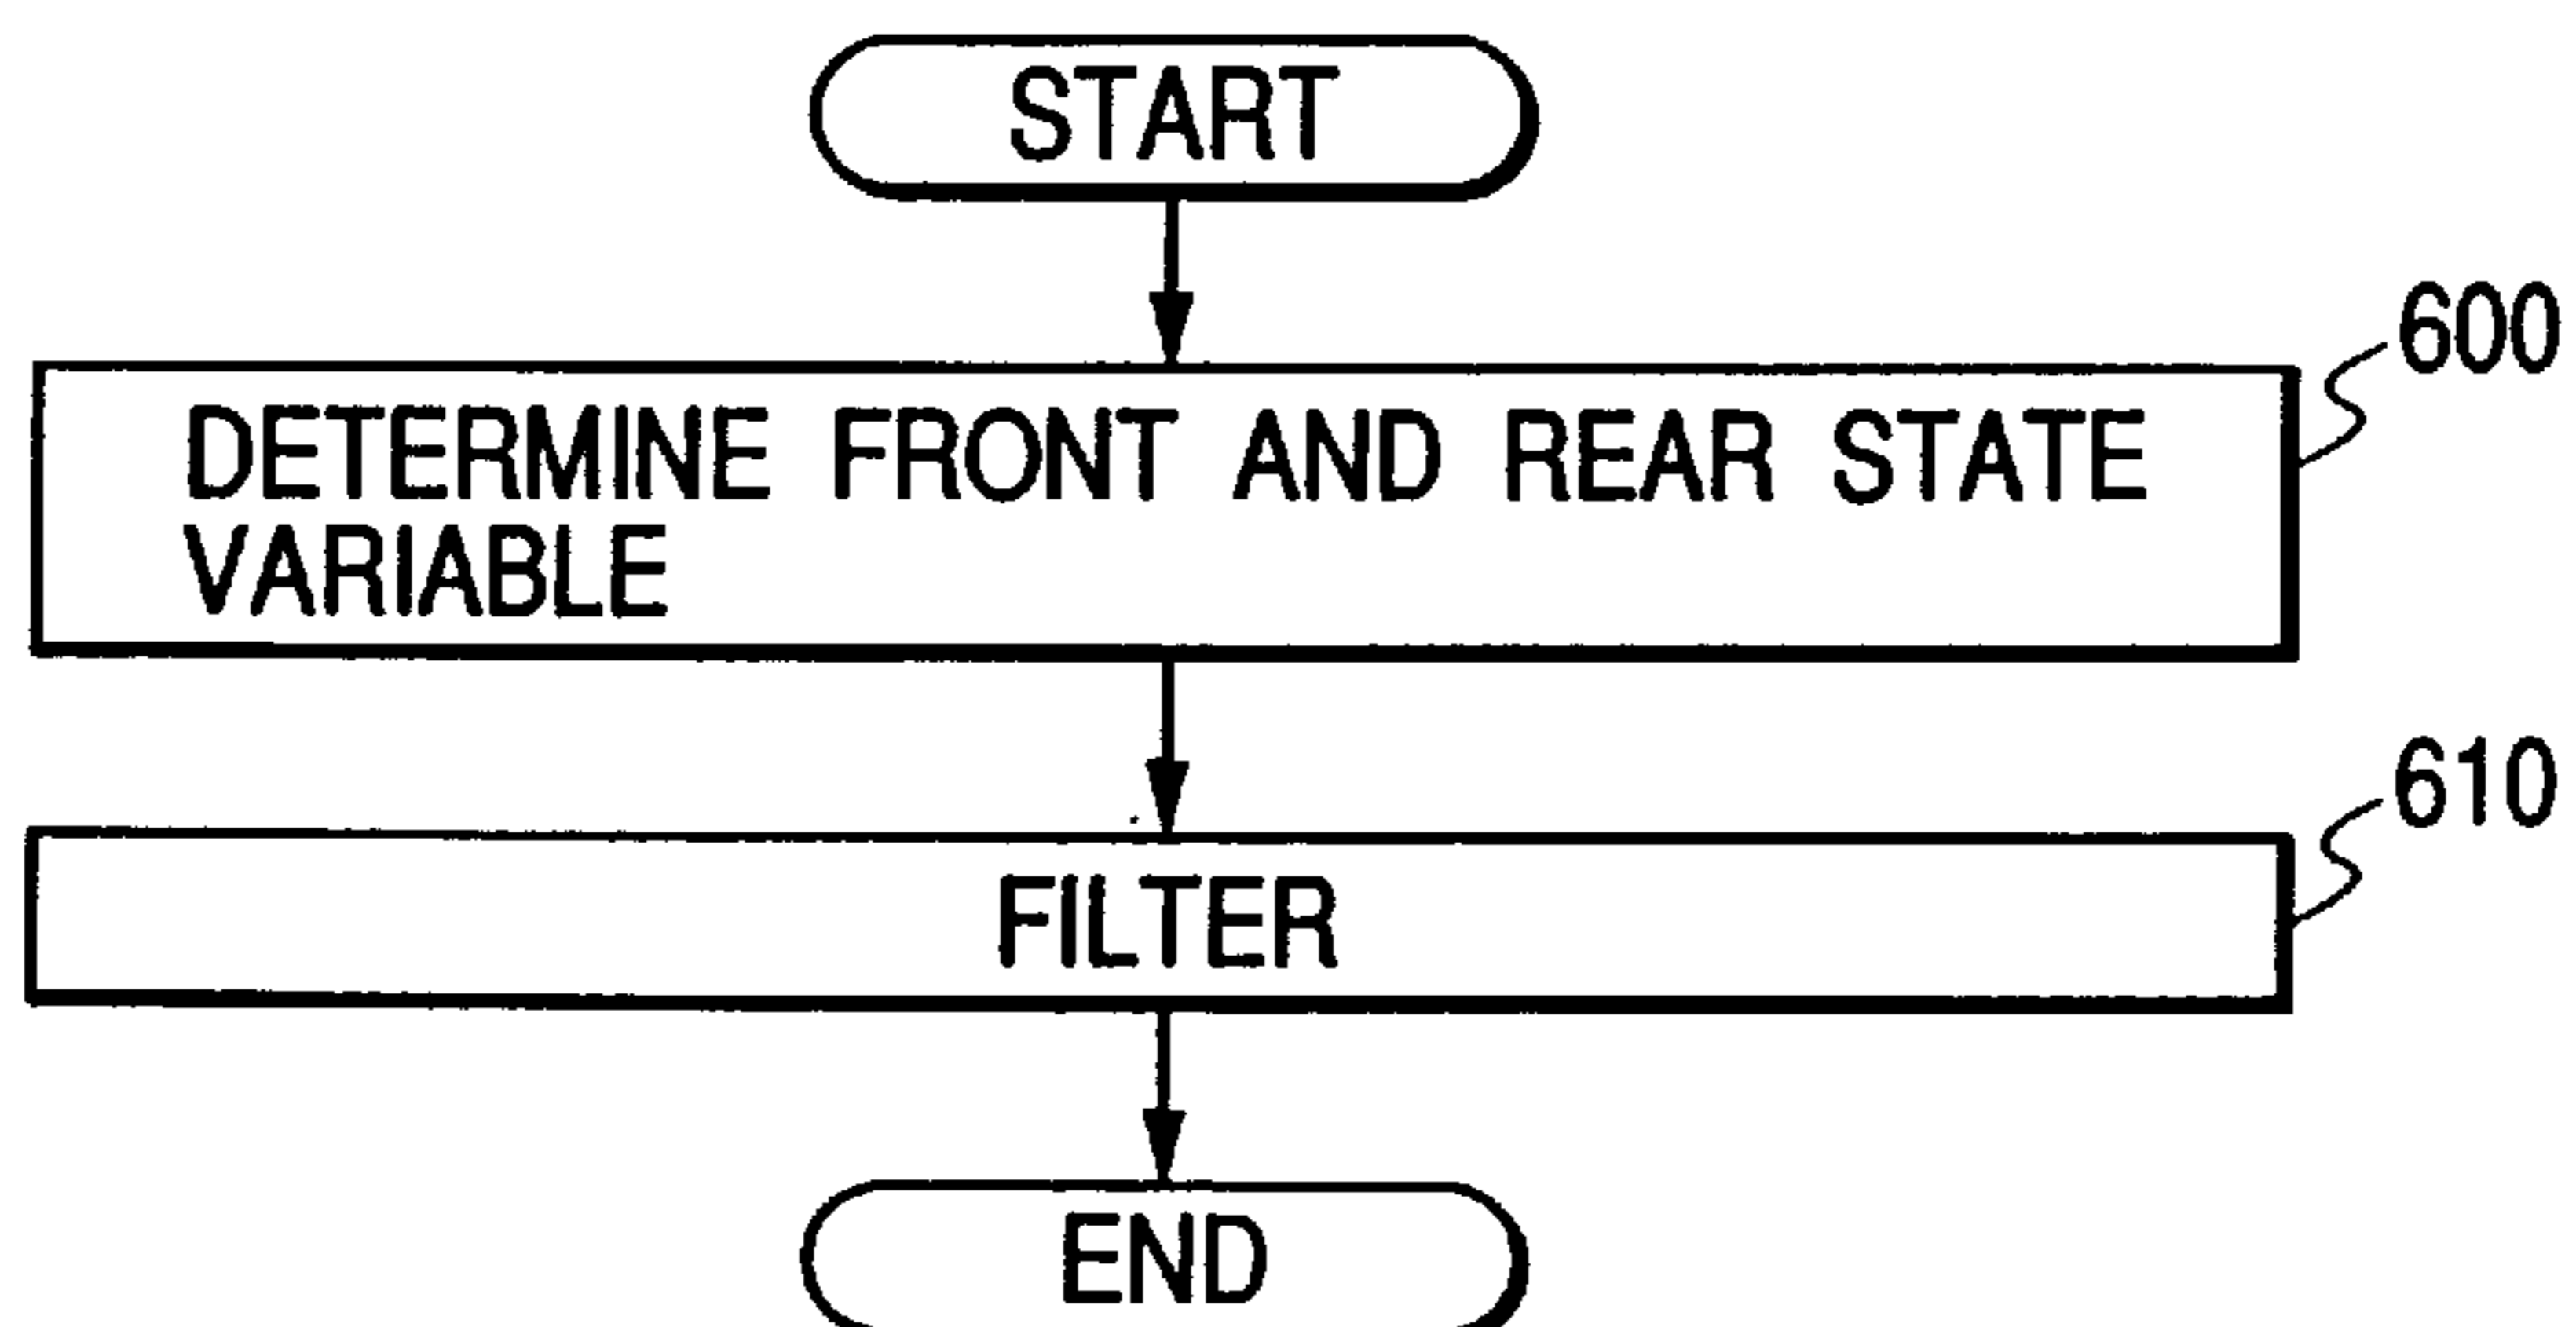 START
600
DETERMINE FRONT AND REAR STATE
VARIABLE
610
FILTER
END